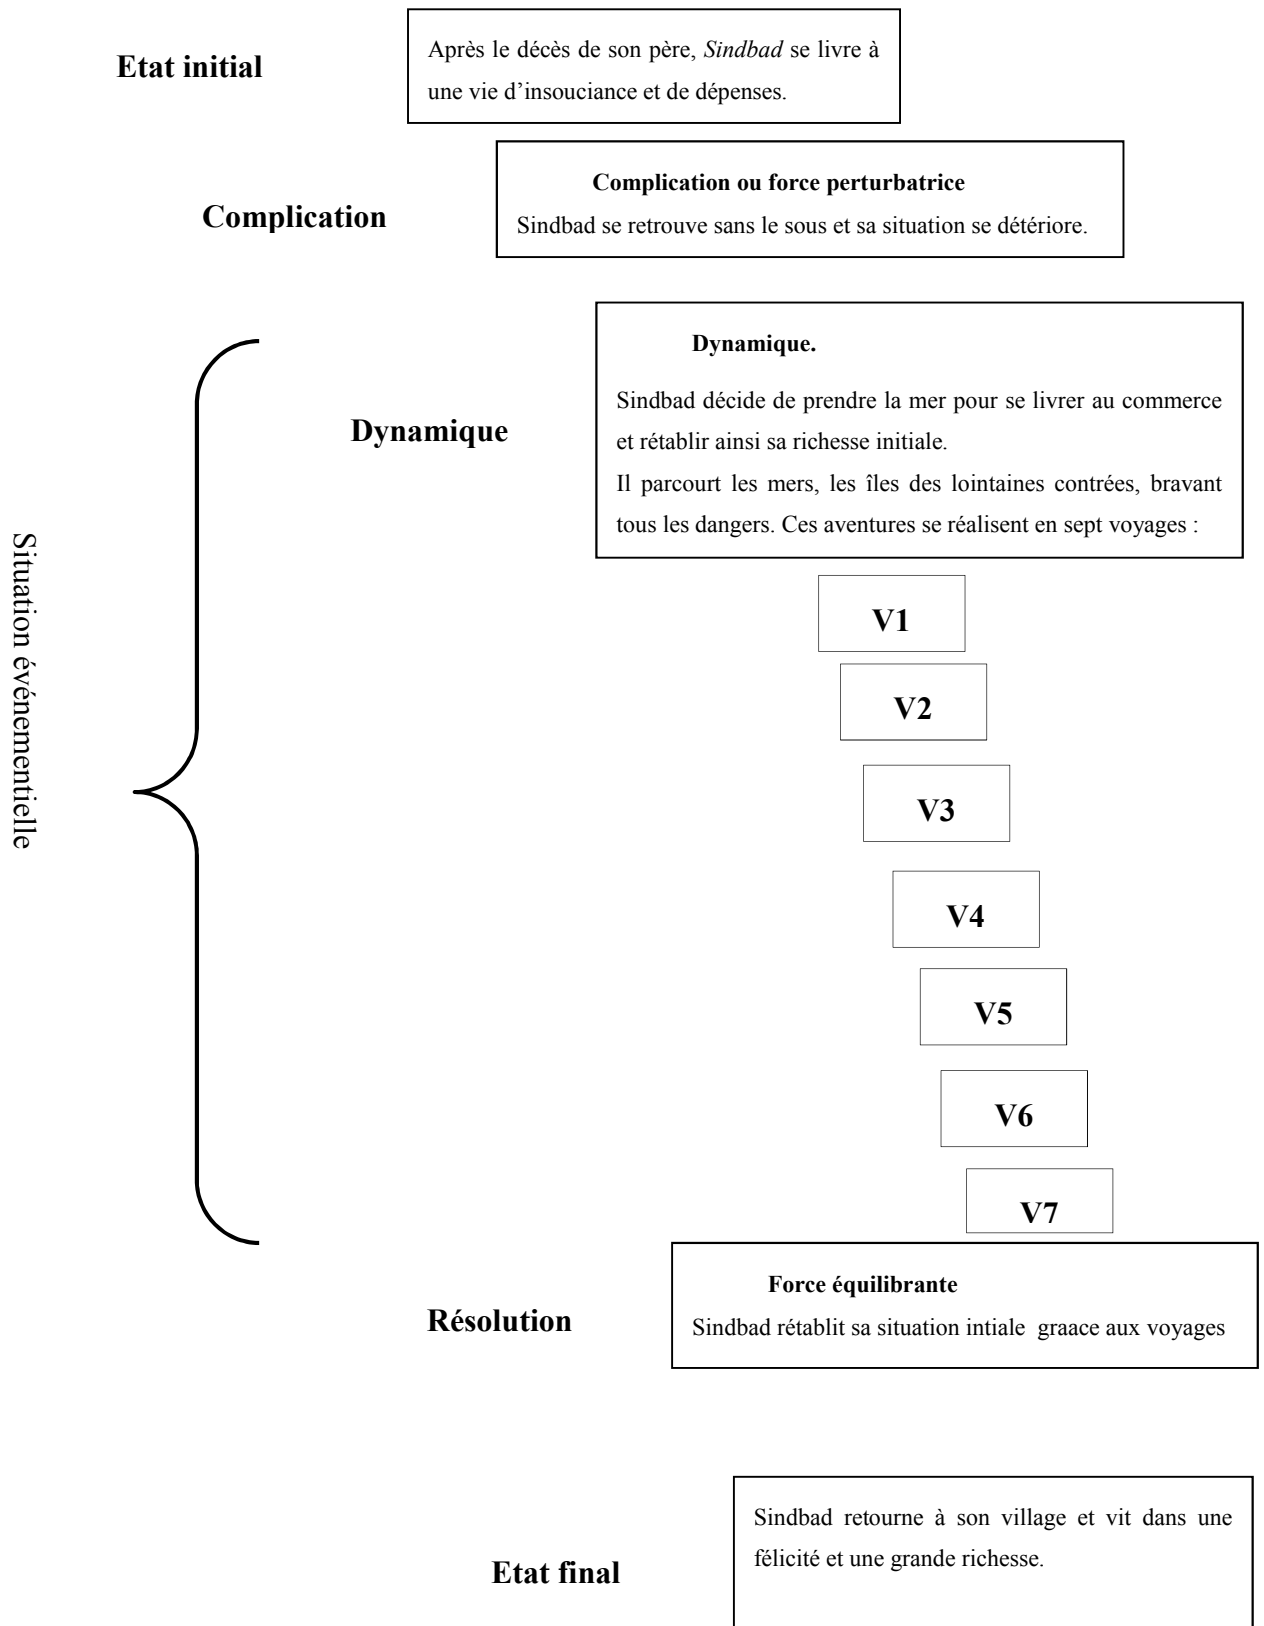 Etat initial
Après le décès de son père, Sindbad se livre à
une vie d’insouciance et de dépenses.
Complication
Complication ou force perturbatrice
Sindbad se retrouve sans le sous et sa situation se détériore.
Situation événementielle
Dynamique
Dynamique.
Sindbad décide de prendre la mer pour se livrer au commerce
et rétablir ainsi sa richesse initiale.
Il parcourt les mers, les îles des lointaines contrées, bravant
tous les dangers. Ces aventures se réalisent en sept voyages :
V1
V2
V3
V4
V5
V6
V7
Résolution
Force équilibrante
Sindbad rétablit sa situation intiale graace aux voyages
Etat final
Sindbad retourne à son village et vit dans une
félicité et une grande richesse.